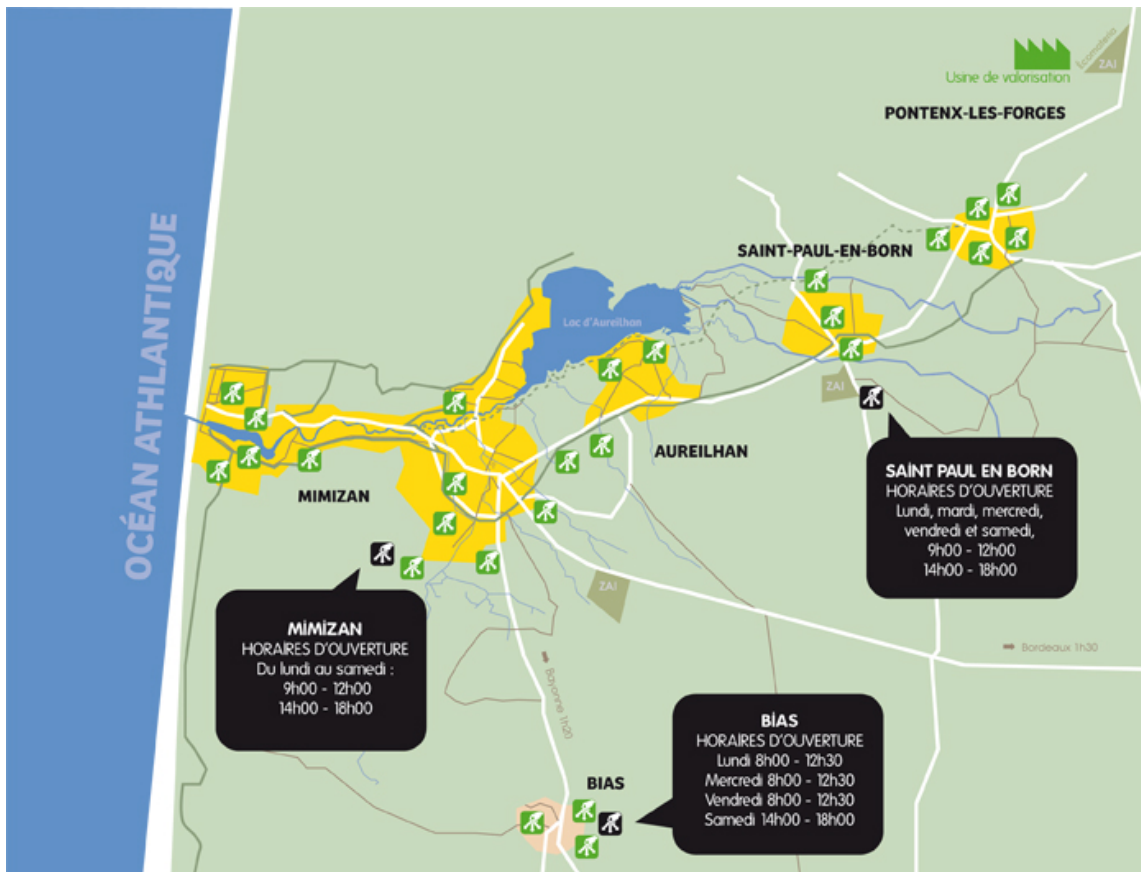 Usine de valorisation
Écomateria
ZAI
PONTENX-LES-FORGES
SAINT-PAUL-EN-BORN
OCÉAN ATHLANTIQUE
Lac d'Aureilhan
ZAI
AUREILHAN
MIMIZAN
SAINT PAUL EN BORN
HORAIRES D'OUVERTURE
Lundi, mardi, mercredi,
vendredi et samedi,
9h00 - 12h00
14h00 - 18h00
ZAI
MIMIZAN
HORAIRES D'OUVERTURE
Du lundi au samedi :
9h00 - 12h00
14h00 - 18h00
Bordeaux 1h30
Bayonne 1h20
BIAS
HORAIRES D'OUVERTURE
Lundi 8h00 - 12h30
Mercredi 8h00 - 12h30
Vendredi 8h00 - 12h30
Samedi 14h00 - 18h00
BIAS